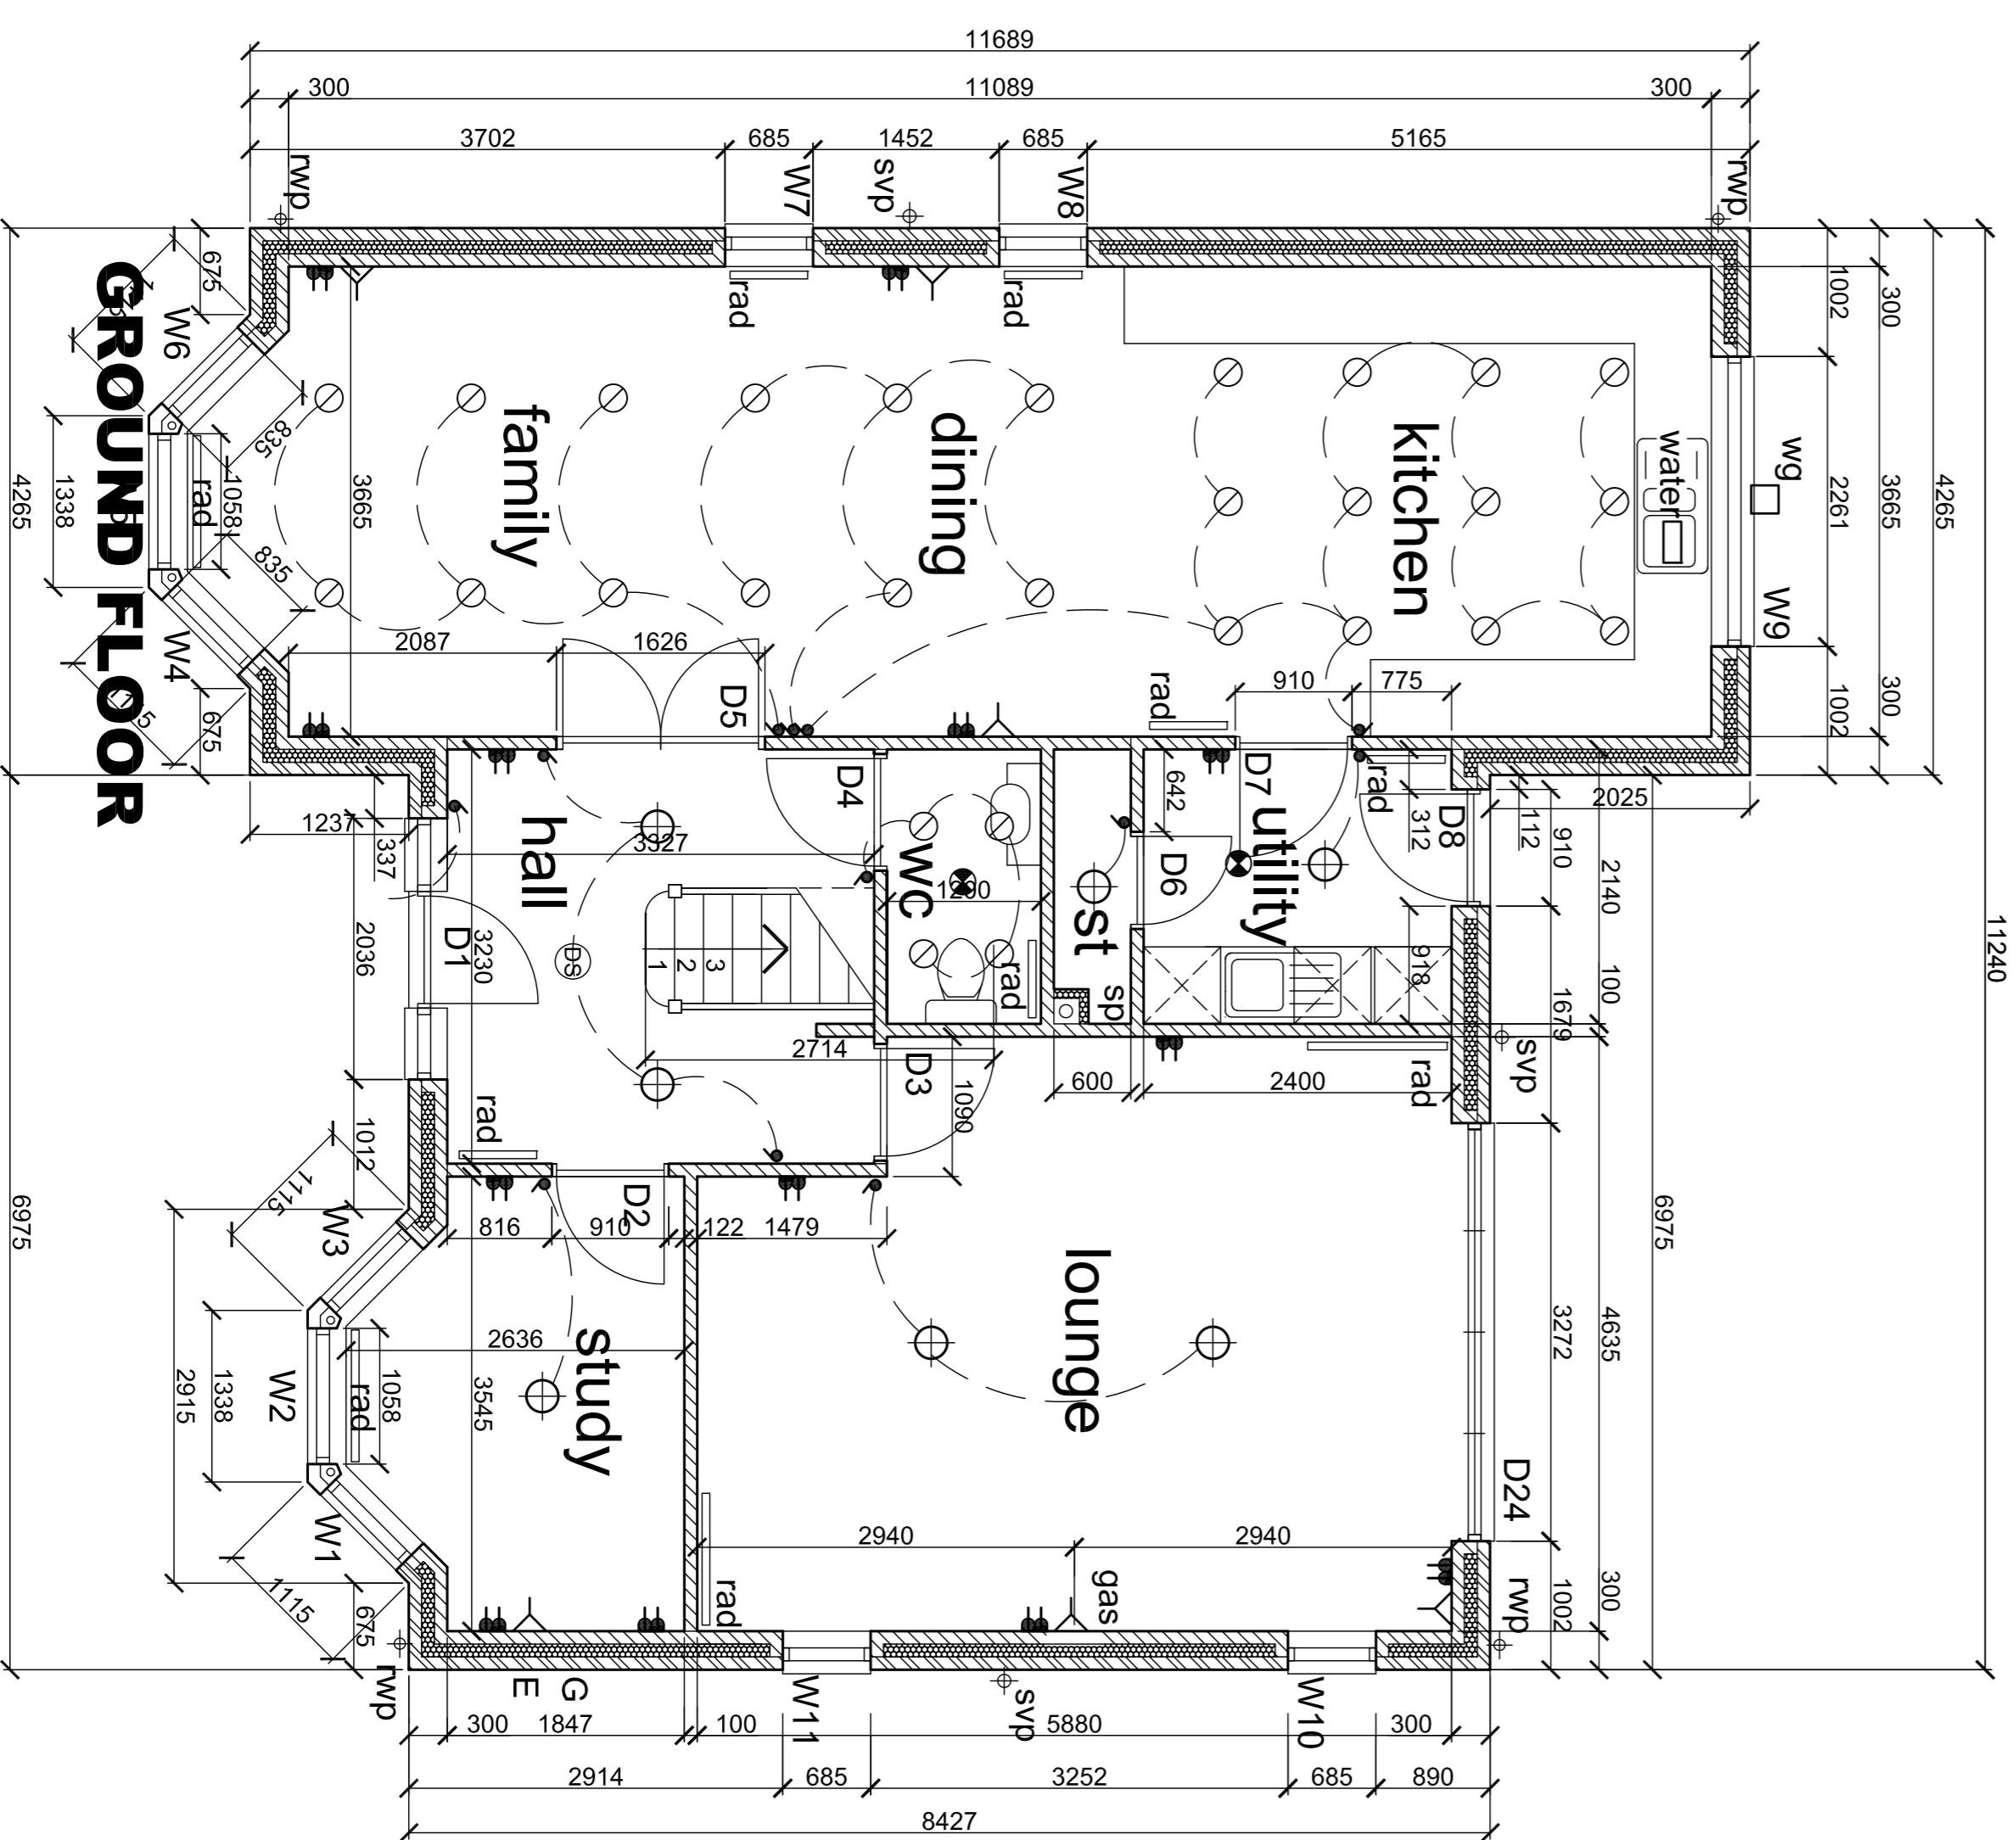 11689
300 11089 300
3702 685 1452 685 5165
rwp W7 svp W8 rwp
675 1002 300
W6 rad rad
835
1338 1058 rad 3665
835
W4 675
family dining kitchen
water wg
2261 3665 4265
W9
1002 300
4265
GROUND FLOOR
2087 1626 D5
rad 910 775
1237 337
hall 3327
D4 wc 1290
642 D7 utility rad
312 D8 112 2025
910 2140
D6 st
2036 D1 3230 DS
1 2 3
rad sp 918
1679 100
11240
2714 D3 1090
600 2400 rad svp
1012 rad
1115 W3
816 910 D2 122 1479
lounge
6975
3272 4635
2636 study
2915 1338 W2 1058 rad 3545
W1 1115 675
D24
2940 2940
rad gas
rwp 1002 300
6975
rwp E G W11 svp W10
300 1847 100 5880 300
2914 685 3252 685 890
8427